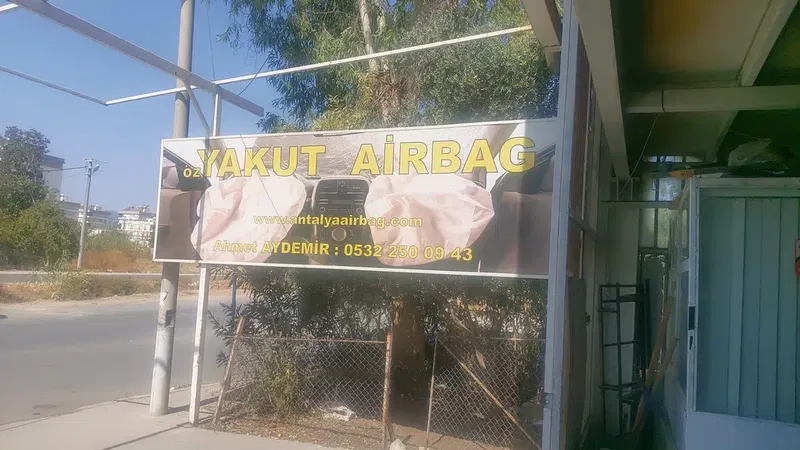 öz YAKUT AİRBAG
www.antalyaairbag.com
Ahmet AYDEMİR : 0532 250 09 43